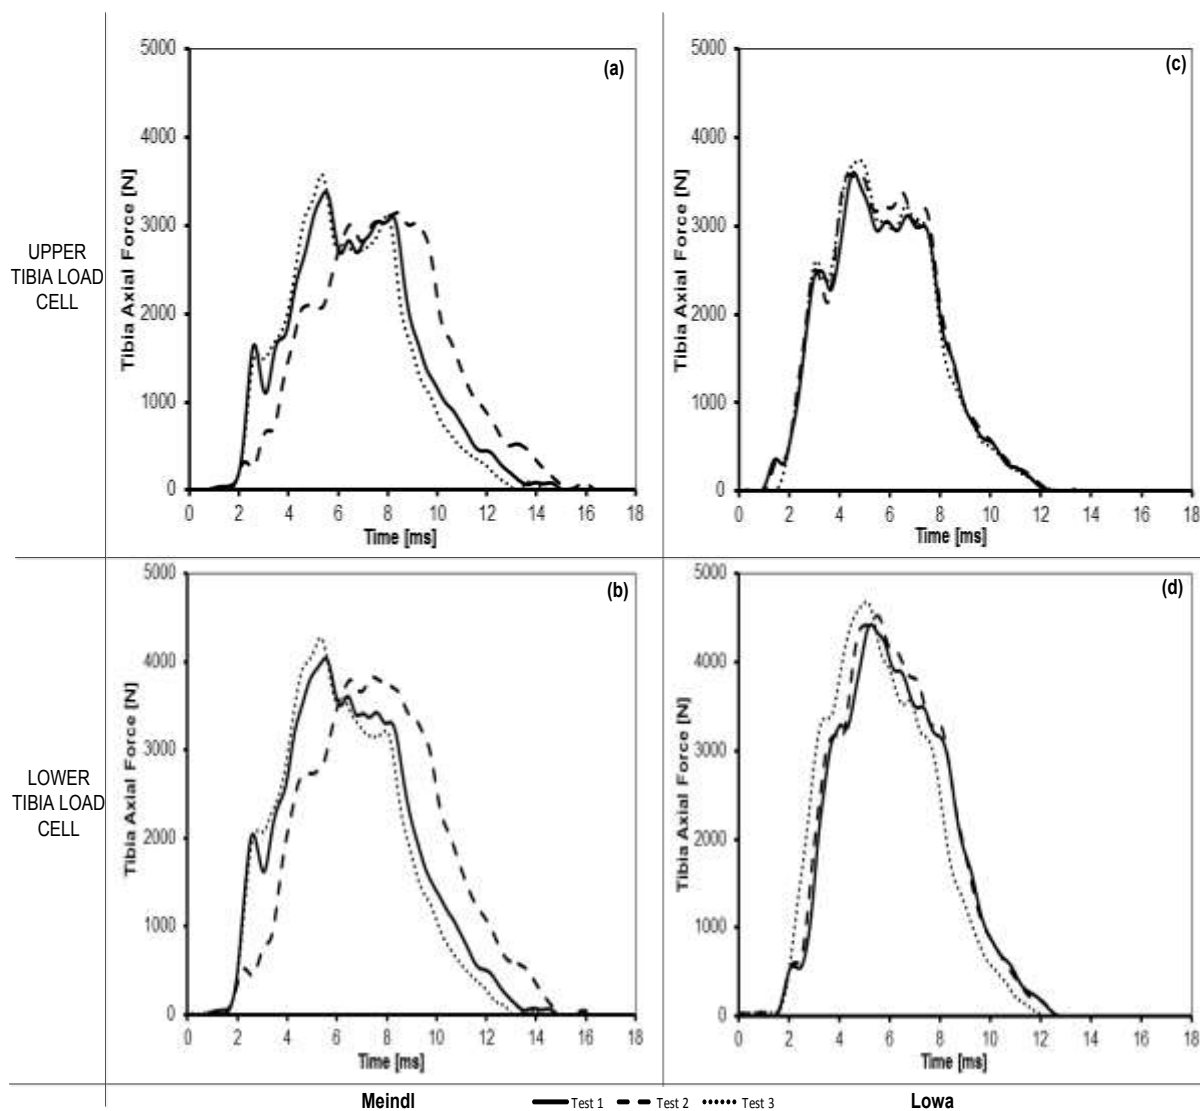 UPPER
TIBIA LOAD
CELL
(a)
5000
4000
3000
2000
1000
0
Tibia Axial Force [N]
0 2 4 6 8 10 12 14 16 18
Time [ms]
(c)
5000
4000
3000
2000
1000
0
Tibia Axial Force [N]
0 2 4 6 8 10 12 14 16 18
Time [ms]
LOWER
TIBIA LOAD
CELL
(b)
5000
4000
3000
2000
1000
0
Tibia Axial Force [N]
0 2 4 6 8 10 12 14 16 18
Time [ms]
(d)
5000
4000
3000
2000
1000
0
Tibia Axial Force [N]
0 2 4 6 8 10 12 14 16 18
Time [ms]
Meindl
Test 1 Test 2 Test 3
Lowa